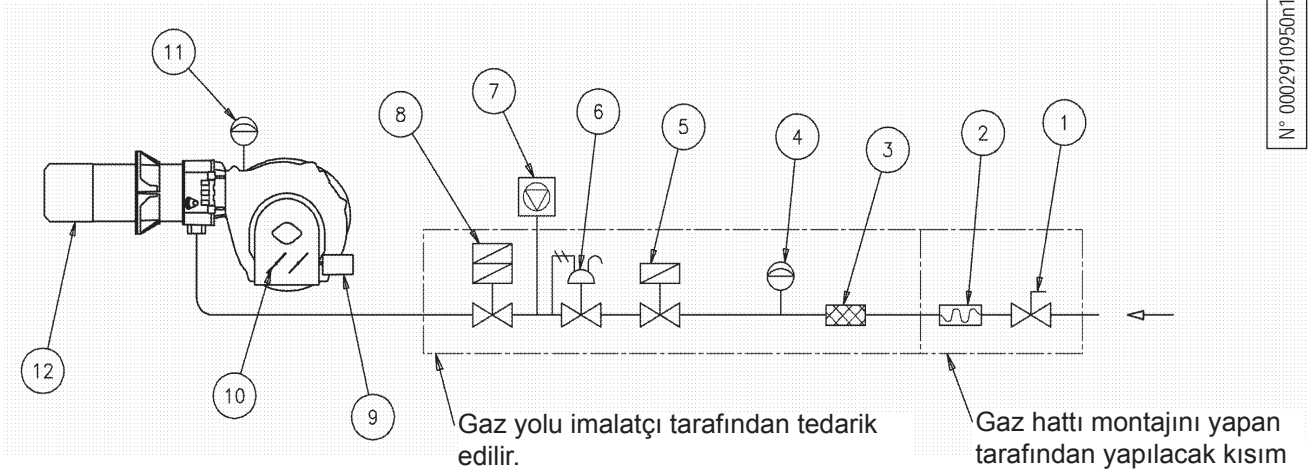 N° 0002910950n1
11
7
8
6
5
4
3
2
1
12
10
9
Gaz yolu imalatçı tarafından tedarik
edilir.
Gaz hattı montajını yapan
tarafından yapılacak kısım